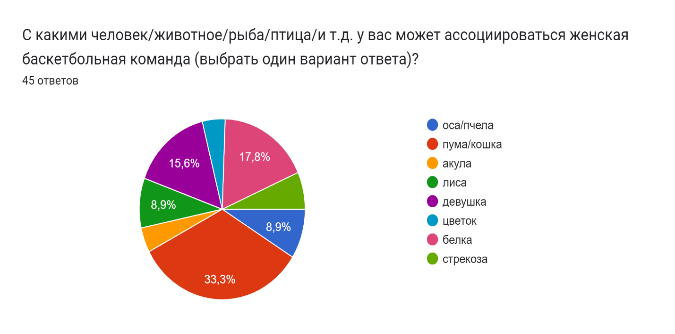 С какими человек/животное/рыба/птица/и т.д. у вас может ассоциироваться женская
баскетбольная команда (выбрать один вариант ответа)?
45 ответов
оса/пчела
пума/кошка
акула
лиса
девушка
цветок
белка
стрекоза
17,8%
15,6%
8,9%
8,9%
33,3%